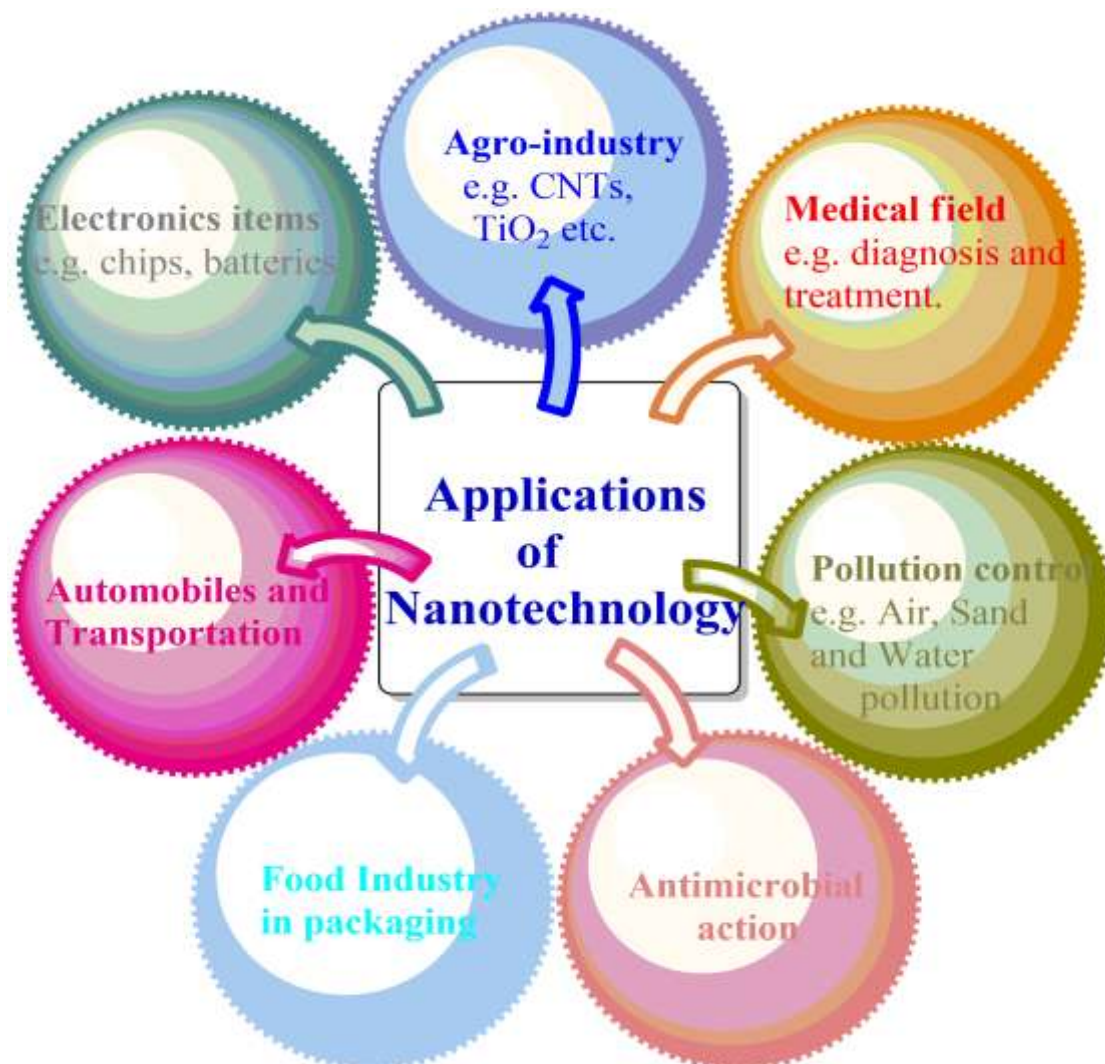 Agro-industry
e.g. CNTs,
TiO₂ etc.
Electronics items
e.g. chips, batteries
Medical field
e.g. diagnosis and
treatment.
Applications
of
Nanotechnology
Automobiles and
Transportation
Pollution control
e.g. Air, Sand
and Water
pollution
Food Industry
in packaging
Antimicrobial
action